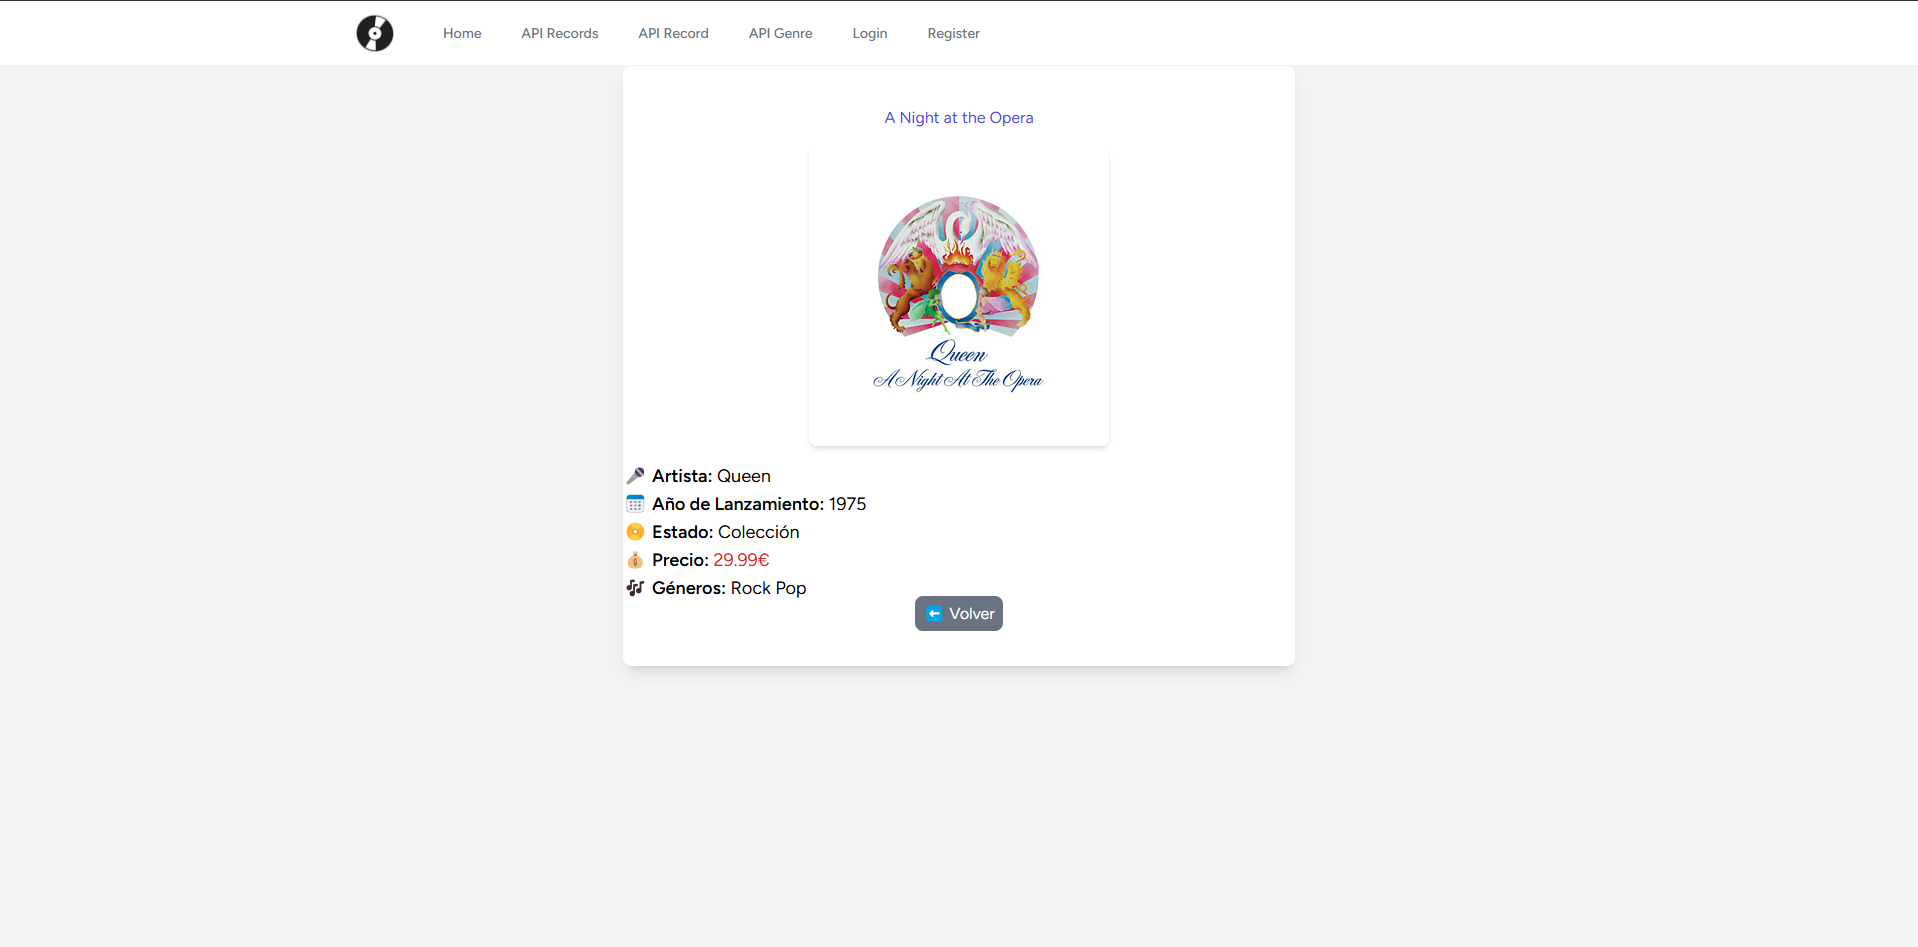 Home API Records API Record API Genre Login Register
A Night at the Opera
Queen
A Night At The Opera
Artista: Queen
Año de Lanzamiento: 1975
Estado: Colección
Precio: 29.99€
Géneros: Rock Pop
Volver